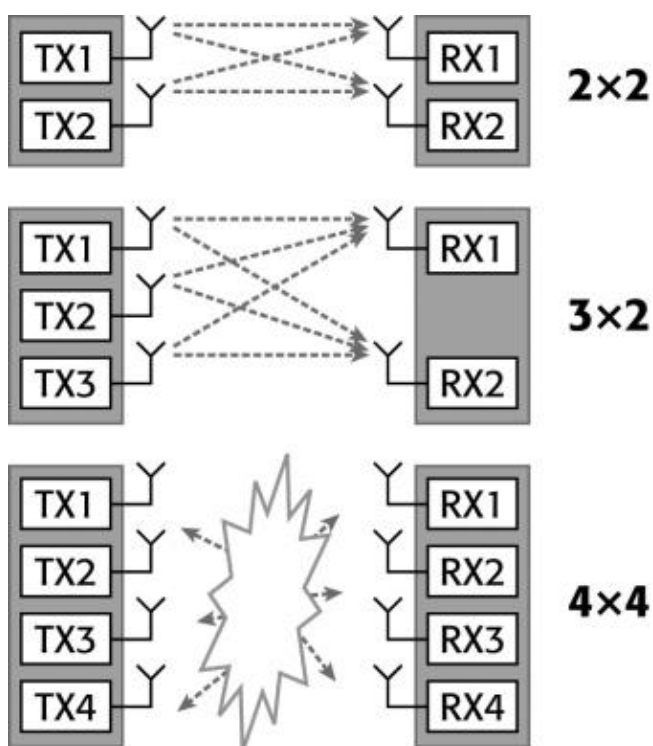 TX1 RX1
TX2 RX2
2×2
TX1 RX1
TX2
TX3 RX2
3×2
TX1 RX1
TX2 RX2
TX3 RX3
TX4 RX4
4×4